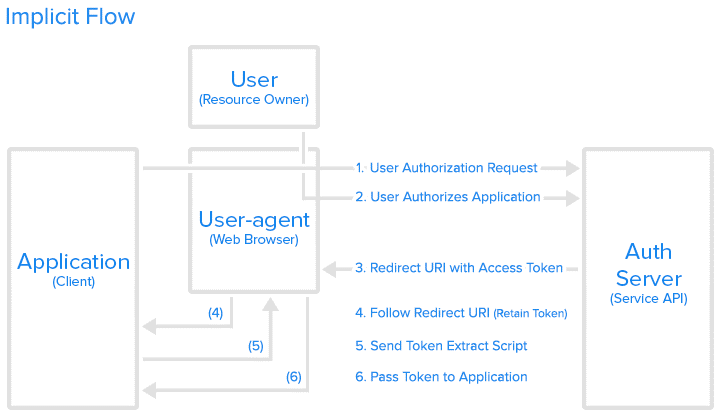 Implicit Flow
User
(Resource Owner)
1. User Authorization Request
2. User Authorizes Application
User-agent
(Web Browser)
Application
(Client)
Auth
Server
(Service API)
3. Redirect URI with Access Token
(4)
4. Follow Redirect URI (Retain Token)
(5)
5. Send Token Extract Script
(6)
6. Pass Token to Application